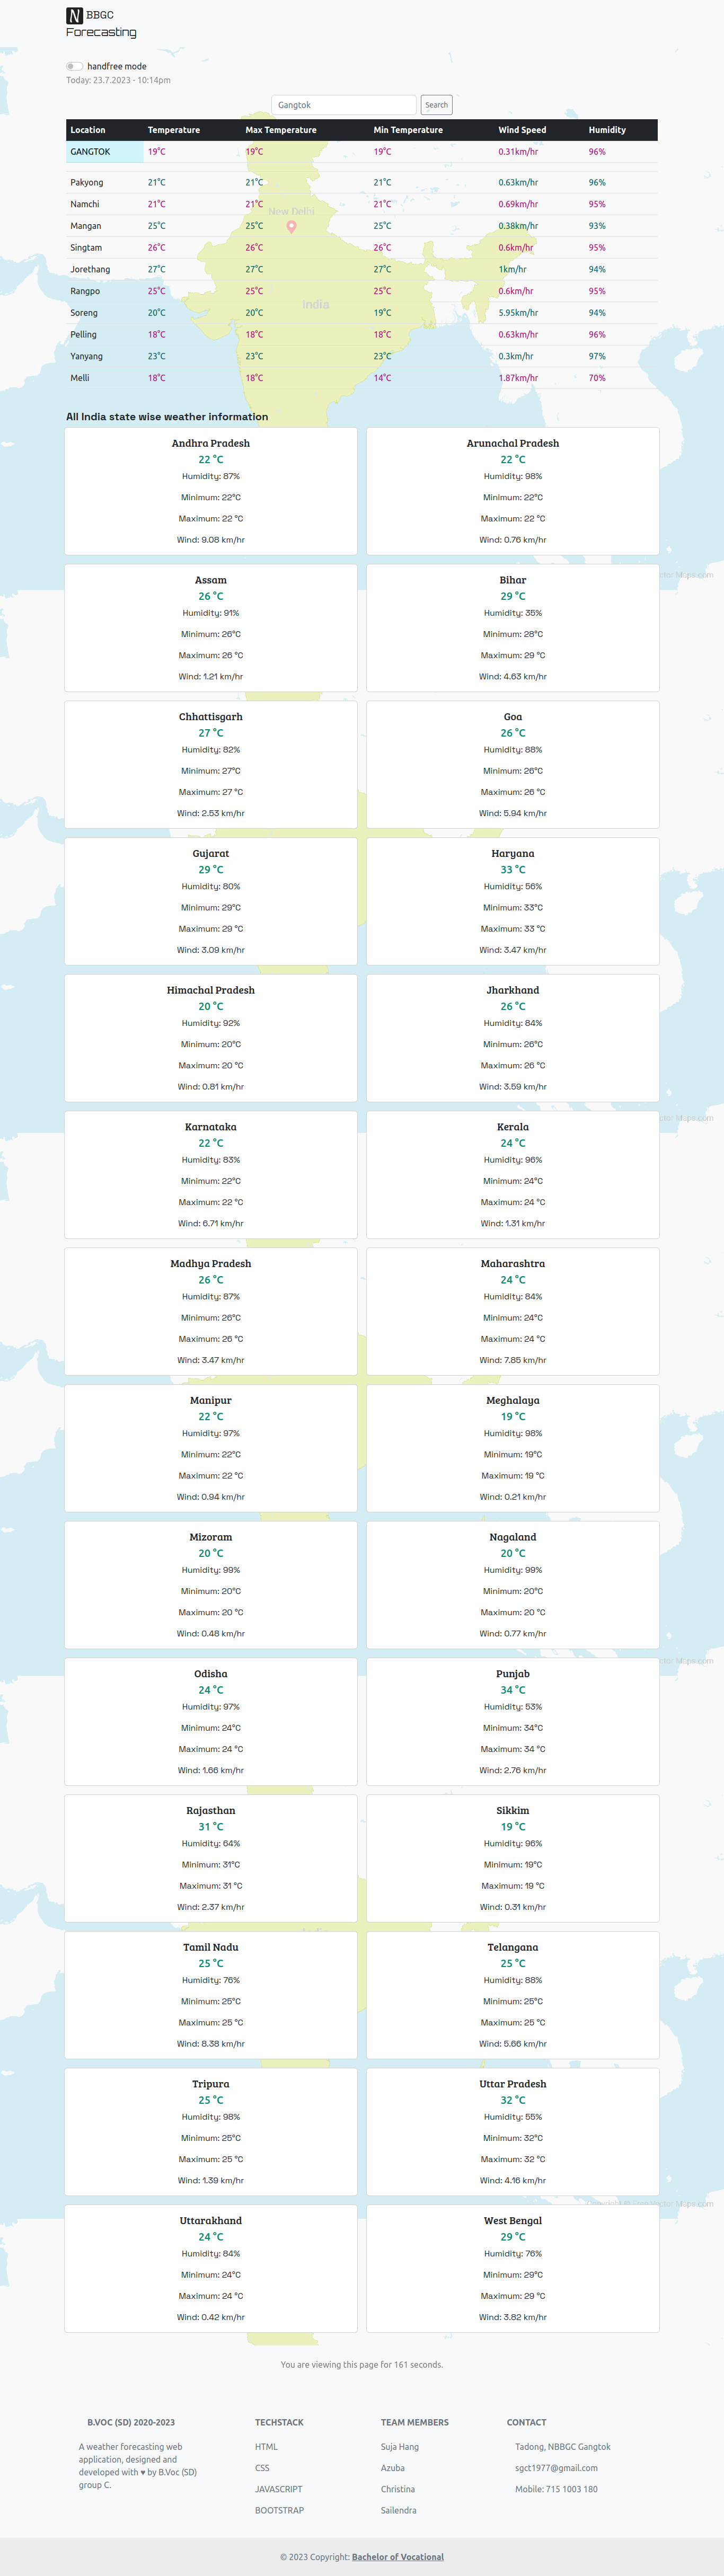 N BBGC
Forecasting
handfree mode
Today: 23.7.2023 - 10:14pm
Gangtok Search
Location Temperature Max Temperature Min Temperature Wind Speed Humidity
GANGTOK 19°C 19°C 19°C 0.31km/hr 96%
Pakyong 21°C 21°C 21°C 0.63km/hr 96%
Namchi 21°C 21°C 21°C 0.69km/hr 95%
New Delhi
Mangan 25°C 25°C 25°C 0.38km/hr 93%
Singtam 26°C 26°C 26°C 0.6km/hr 95%
Jorethang 27°C 27°C 27°C 1km/hr 94%
Rangpo 25°C 25°C 25°C 0.6km/hr 95%
India
Soreng 20°C 20°C 19°C 5.95km/hr 94%
Pelling 18°C 18°C 18°C 0.63km/hr 96%
Yanyang 23°C 23°C 23°C 0.3km/hr 97%
Melli 18°C 18°C 14°C 1.87km/hr 70%
All India state wise weather information
Andhra Pradesh
22 °C
Humidity: 87%
Minimum: 22°C
Maximum: 22 °C
Wind: 9.08 km/hr
Arunachal Pradesh
22 °C
Humidity: 98%
Minimum: 22°C
Maximum: 22 °C
Wind: 0.76 km/hr
Assam
26 °C
Humidity: 91%
Minimum: 26°C
Maximum: 26 °C
Wind: 1.21 km/hr
Bihar
29 °C
Humidity: 35%
Minimum: 28°C
Maximum: 29 °C
Wind: 4.63 km/hr
Chhattisgarh
27 °C
Humidity: 82%
Minimum: 27°C
Maximum: 27 °C
Wind: 2.53 km/hr
Goa
26 °C
Humidity: 88%
Minimum: 26°C
Maximum: 26 °C
Wind: 5.94 km/hr
Gujarat
29 °C
Humidity: 80%
Minimum: 29°C
Maximum: 29 °C
Wind: 3.09 km/hr
Haryana
33 °C
Humidity: 56%
Minimum: 33°C
Maximum: 33 °C
Wind: 3.47 km/hr
Himachal Pradesh
20 °C
Humidity: 92%
Minimum: 20°C
Maximum: 20 °C
Wind: 0.81 km/hr
Jharkhand
26 °C
Humidity: 84%
Minimum: 26°C
Maximum: 26 °C
Wind: 3.59 km/hr
Karnataka
22 °C
Humidity: 83%
Minimum: 22°C
Maximum: 22 °C
Wind: 6.71 km/hr
Kerala
24 °C
Humidity: 96%
Minimum: 24°C
Maximum: 24 °C
Wind: 1.31 km/hr
Madhya Pradesh
26 °C
Humidity: 87%
Minimum: 26°C
Maximum: 26 °C
Wind: 3.47 km/hr
Maharashtra
24 °C
Humidity: 84%
Minimum: 24°C
Maximum: 24 °C
Wind: 7.85 km/hr
Manipur
22 °C
Humidity: 97%
Minimum: 22°C
Maximum: 22 °C
Wind: 0.94 km/hr
Meghalaya
19 °C
Humidity: 98%
Minimum: 19°C
Maximum: 19 °C
Wind: 0.21 km/hr
Mizoram
20 °C
Humidity: 99%
Minimum: 20°C
Maximum: 20 °C
Wind: 0.48 km/hr
Nagaland
20 °C
Humidity: 99%
Minimum: 20°C
Maximum: 20 °C
Wind: 0.77 km/hr
Odisha
24 °C
Humidity: 97%
Minimum: 24°C
Maximum: 24 °C
Wind: 1.66 km/hr
Punjab
34 °C
Humidity: 53%
Minimum: 34°C
Maximum: 34 °C
Wind: 2.76 km/hr
Rajasthan
31 °C
Humidity: 64%
Minimum: 31°C
Maximum: 31 °C
Wind: 2.37 km/hr
Sikkim
19 °C
Humidity: 96%
Minimum: 19°C
Maximum: 19 °C
Wind: 0.31 km/hr
Tamil Nadu
25 °C
Humidity: 76%
Minimum: 25°C
Maximum: 25 °C
Wind: 8.38 km/hr
Telangana
25 °C
Humidity: 88%
Minimum: 25°C
Maximum: 25 °C
Wind: 5.66 km/hr
Tripura
25 °C
Humidity: 98%
Minimum: 25°C
Maximum: 25 °C
Wind: 1.39 km/hr
Uttar Pradesh
32 °C
Humidity: 55%
Minimum: 32°C
Maximum: 32 °C
Wind: 4.16 km/hr
Uttarakhand
24 °C
Humidity: 84%
Minimum: 24°C
Maximum: 24 °C
Wind: 0.42 km/hr
West Bengal
29 °C
Humidity: 76%
Minimum: 29°C
Maximum: 29 °C
Wind: 3.82 km/hr
You are viewing this page for 161 seconds.
B.VOC (SD) 2020-2023
A weather forecasting web
application, designed and
developed with ♥ by B.Voc (SD)
group C.
TECHSTACK
HTML
CSS
JAVASCRIPT
BOOTSTRAP
TEAM MEMBERS
Suja Hang
Azuba
Christina
Sailendra
CONTACT
Tadong, NBBGC Gangtok
sgct1977@gmail.com
Mobile: 715 1003 180
© 2023 Copyright: Bachelor of Vocational